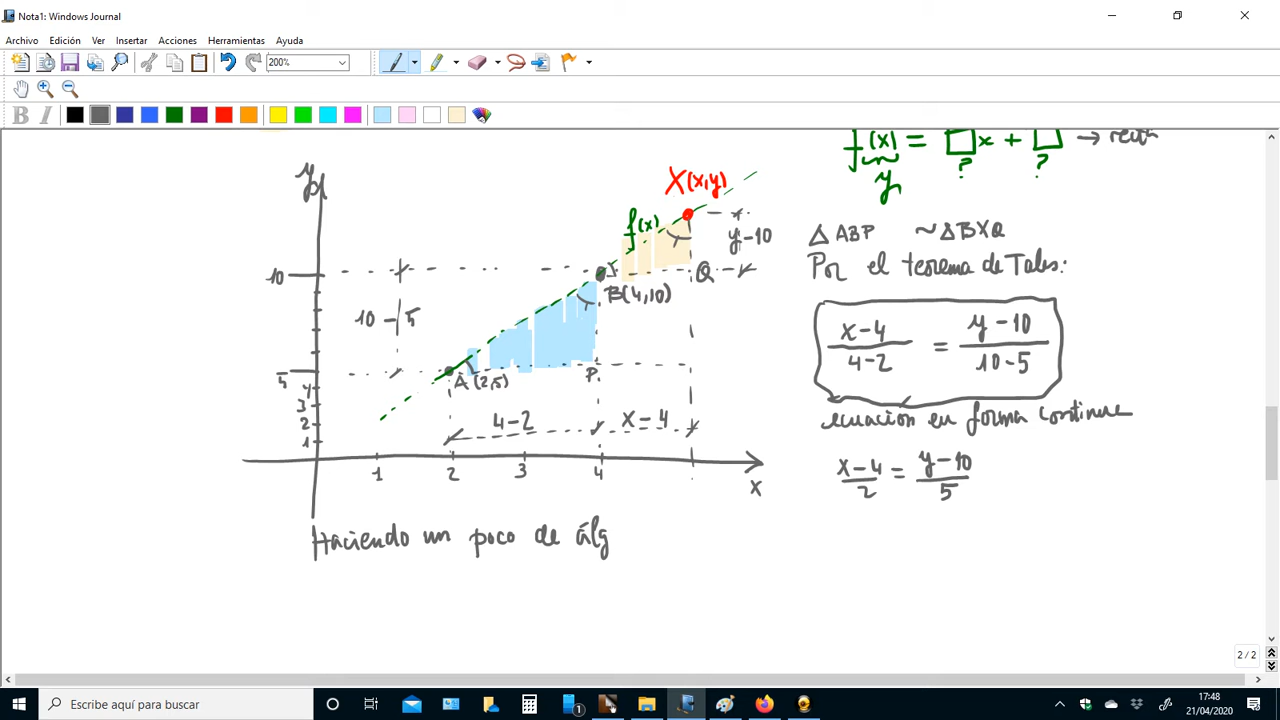 Nota1: Windows Journal
Archivo Edición Ver Insertar Acciones Herramientas Ayuda
200%
B I
f(x) = □x + □ → recta
y ? ?
y
X(x,y)
f(x)
y-10
△ABP ~△BXQ
Por el teorema de Tales:
10
B(4,10)
Q
10-5
x-4 / 4-2 = y-10 / 10-5
5
A(2,5)
P
4
3
2
1
4-2
x-4
ecuación en forma continue
1 2 3 4
x
x-4 / 2 = y-10 / 5
Haciendo un poco de álg
2 / 2
Escribe aquí para buscar
1
17:48
21/04/2020